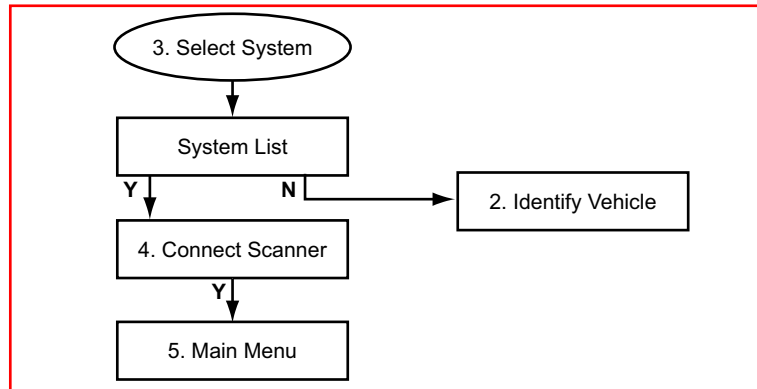 3. Select System
System List
Y
N
2. Identify Vehicle
4. Connect Scanner
Y
5. Main Menu